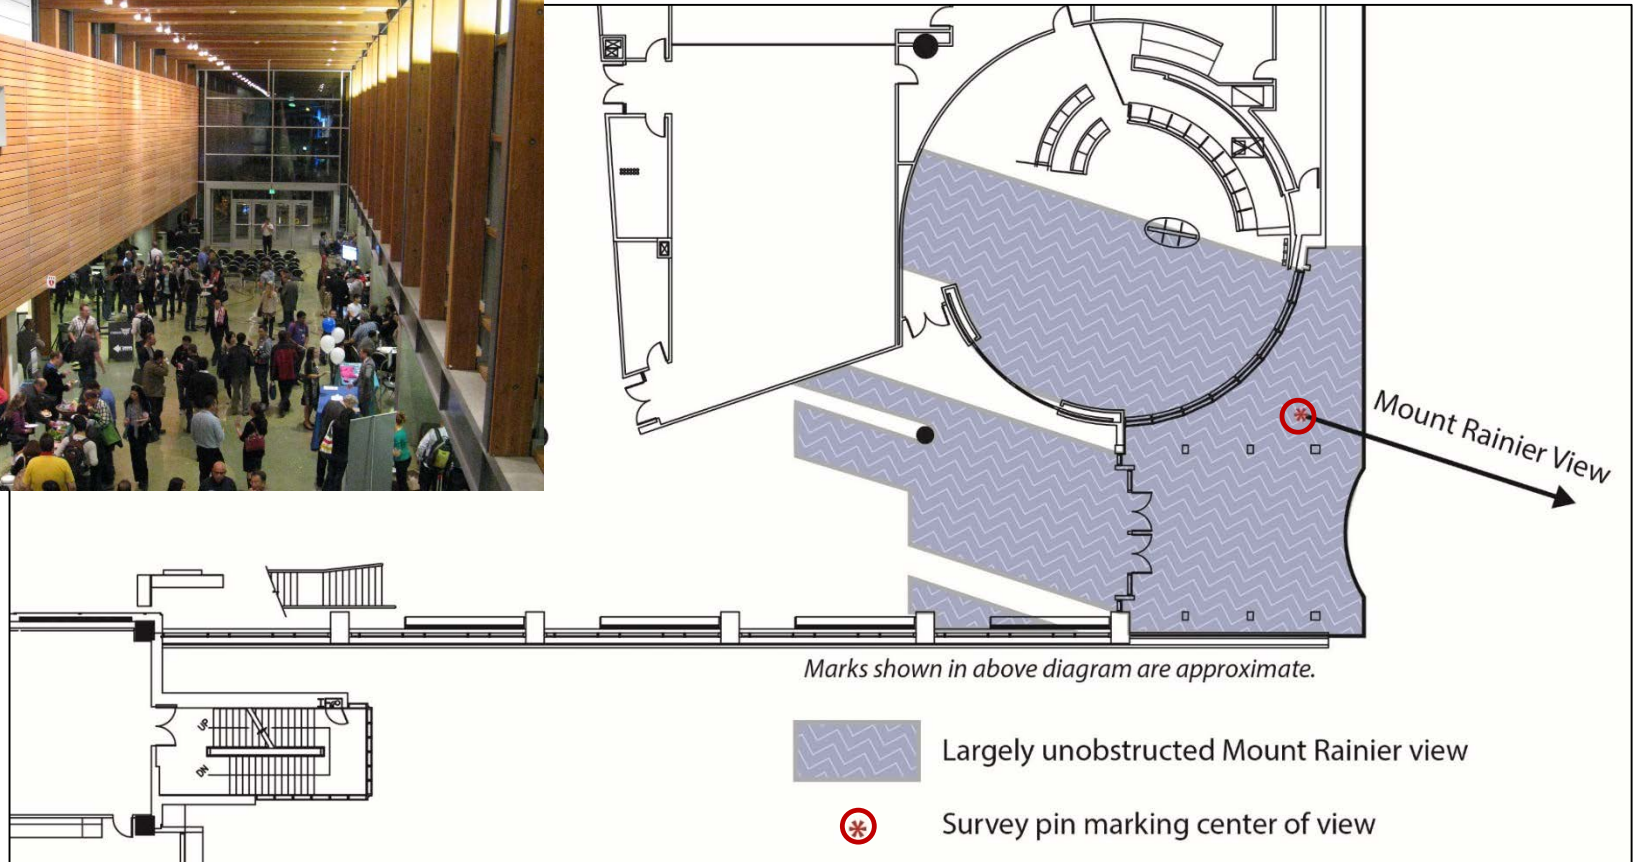 Mount Rainier View
Marks shown in above diagram are approximate.
UP
DN
Largely unobstructed Mount Rainier view
Survey pin marking center of view